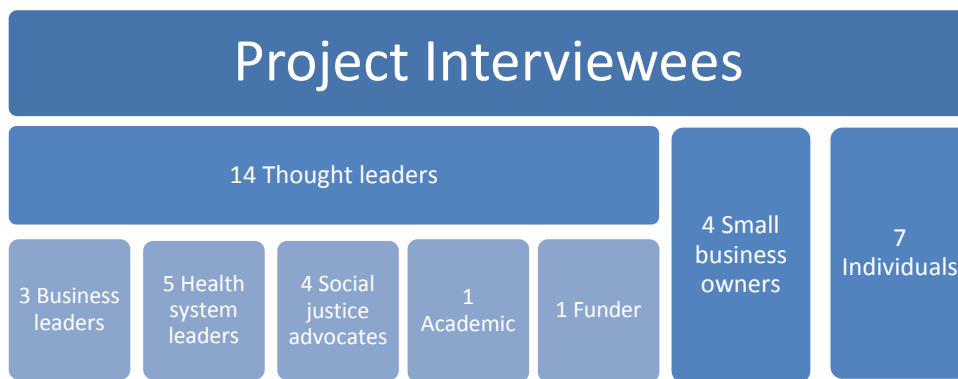 Project Interviewees
14 Thought leaders
3 Business
leaders
5 Health
system
leaders
4 Social
justice
advocates
1
Academic
1 Funder
4 Small
business
owners
7
Individuals